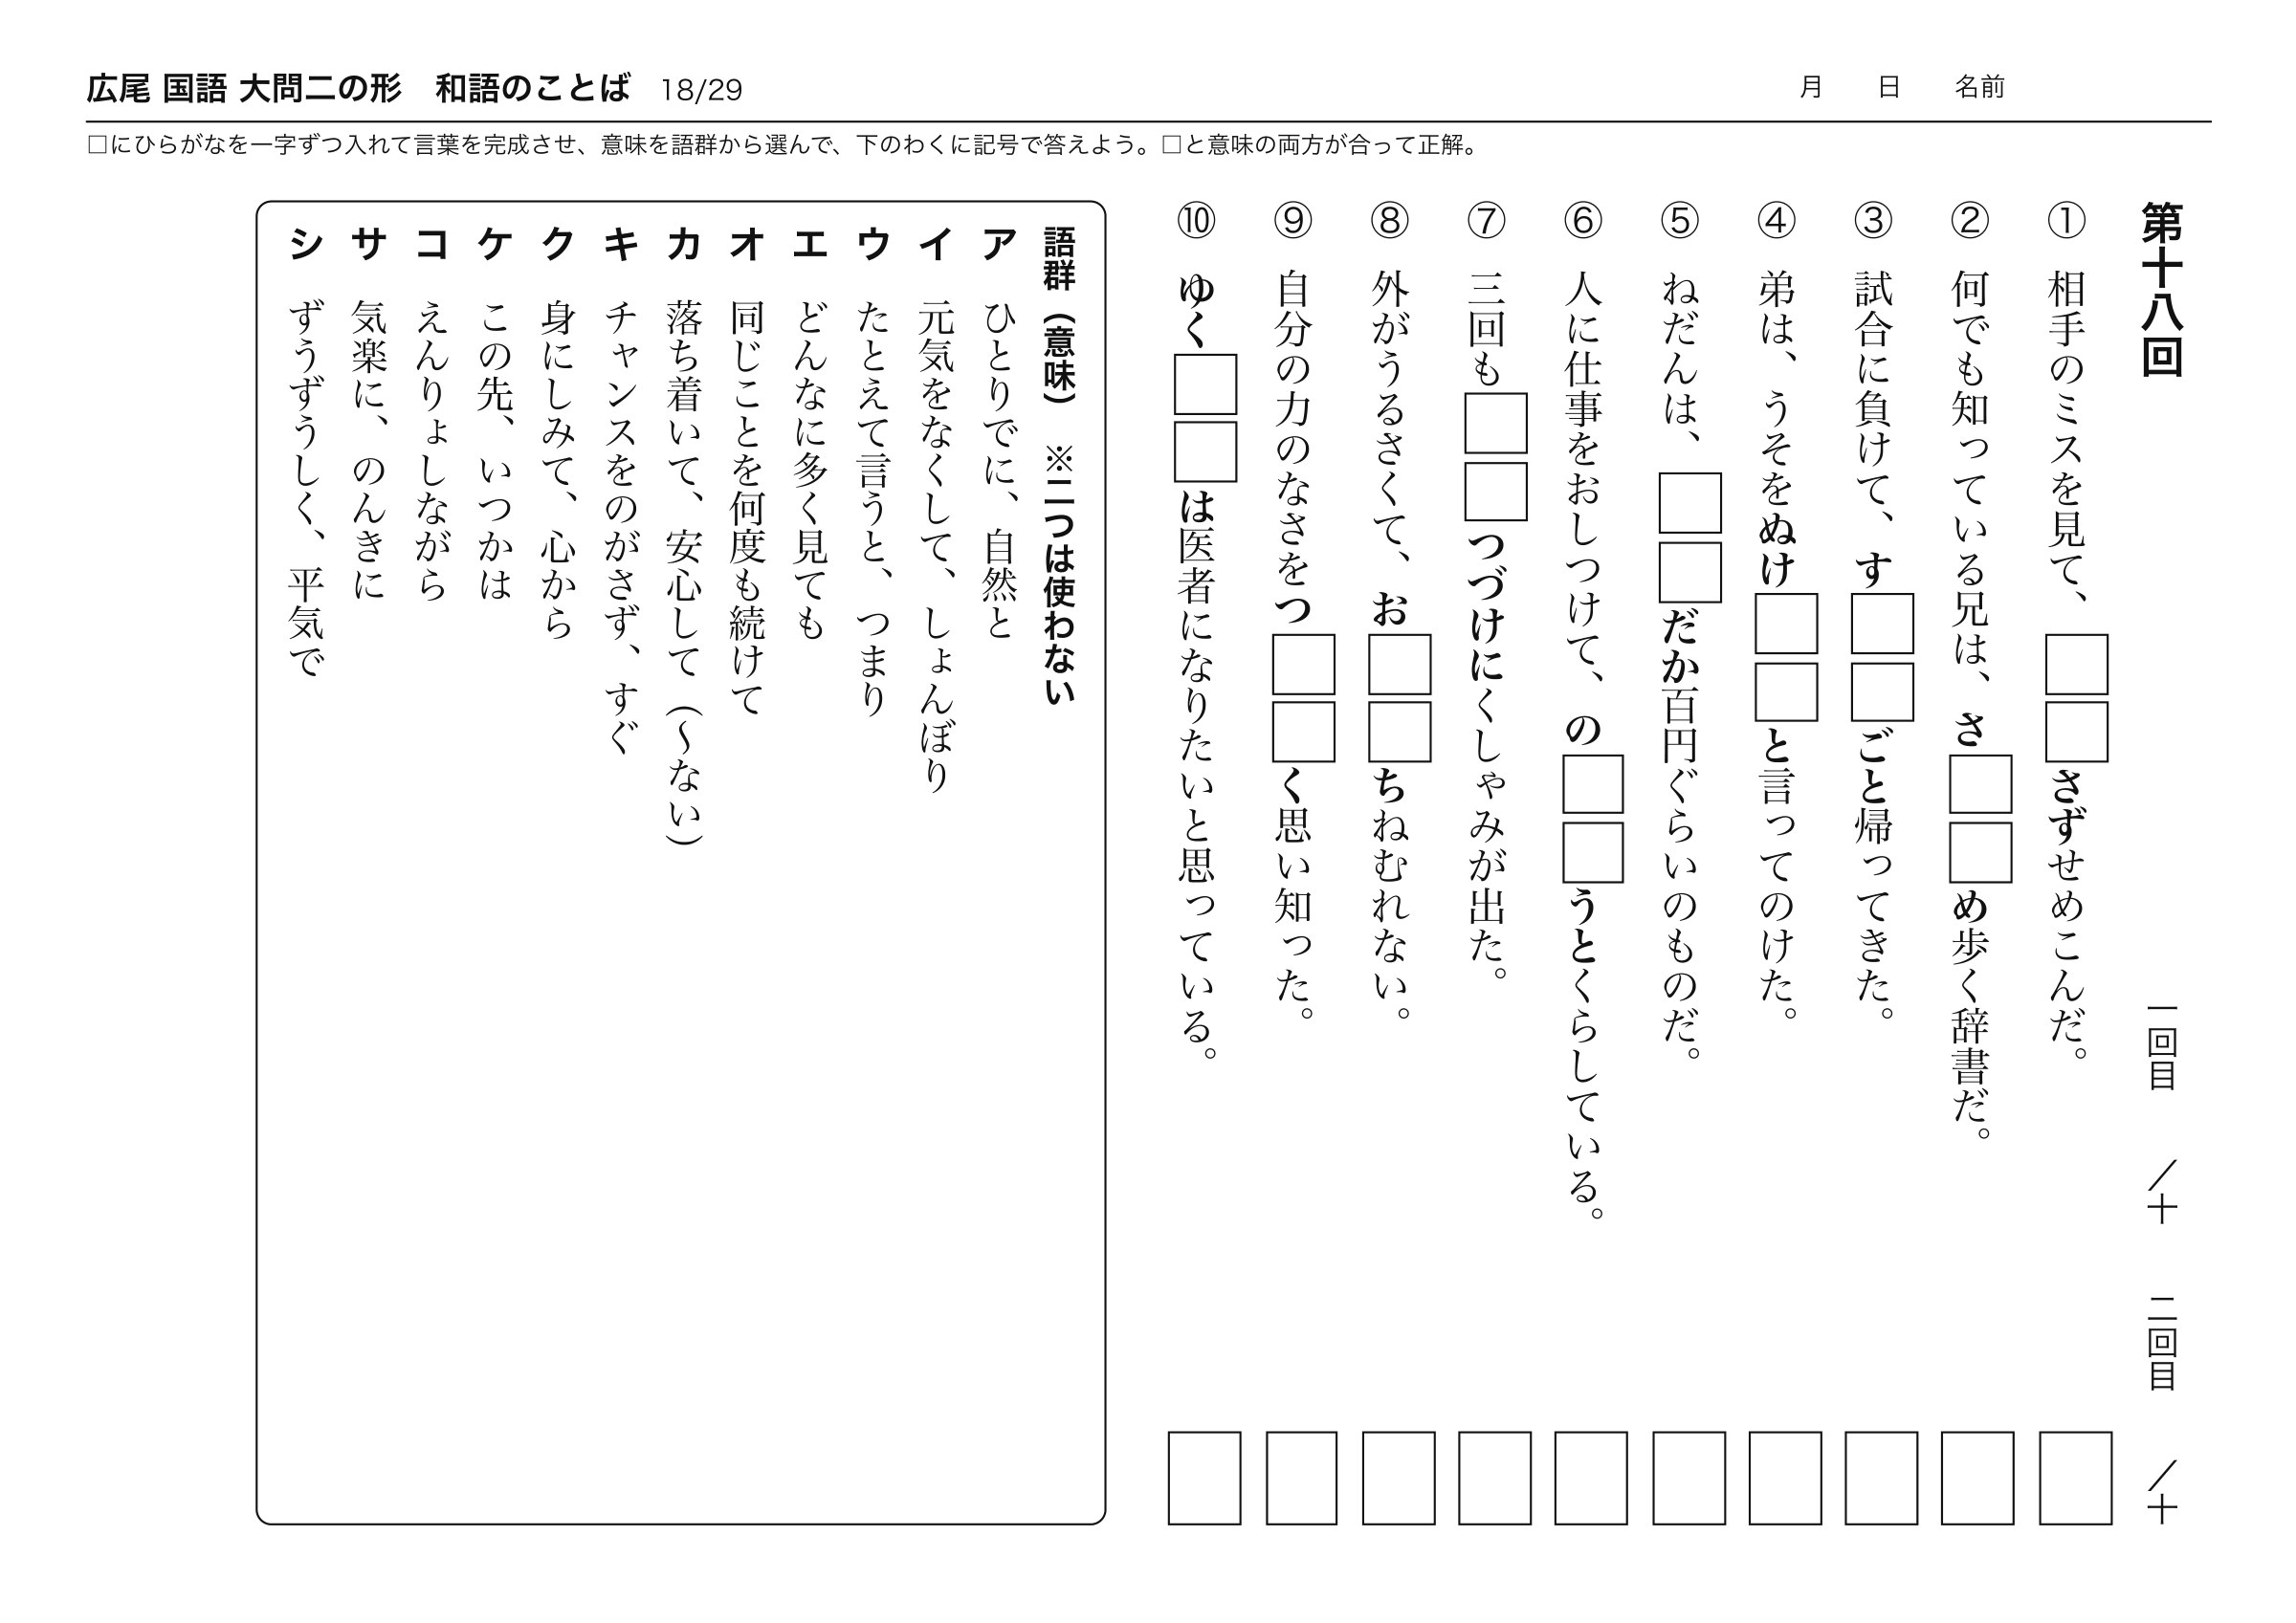 広尾 国語 大問二の形　和語のことば　18/29
月　日　名前
□にひらがなを一字ずつ入れて言葉を完成させ、意味を語群から選んで、下のわくに記号で答えよう。□と意味の両方が合って正解。
第十八回　一回目　／十　二回目　／十
① 相手のミスを見て、□□さずせめこんだ。
② 何でも知っている兄は、さ□□め歩く辞書だ。
③ 試合に負けて、す□□ごと帰ってきた。
④ 弟は、うそをぬけ□□と言ってのけた。
⑤ ねだんは、□□だか百円ぐらいのものだ。
⑥ 人に仕事をおしつけて、の□□うとくらしている。
⑦ 三回も□□つづけにくしゃみが出た。
⑧ 外がうるさくて、お□□ちねむれない。
⑨ 自分の力のなさをつ□□く思い知った。
⑩ ゆく□□は医者になりたいと思っている。
語群（意味）　※二つは使わない
ア　ひとりでに、自然と
イ　元気をなくして、しょんぼり
ウ　たとえて言うと、つまり
エ　どんなに多く見ても
オ　同じことを何度も続けて
カ　落ち着いて、安心して（〜ない）
キ　チャンスをのがさず、すぐ
ク　身にしみて、心から
ケ　この先、いつかは
コ　えんりょしながら
サ　気楽に、のんきに
シ　ずうずうしく、平気で